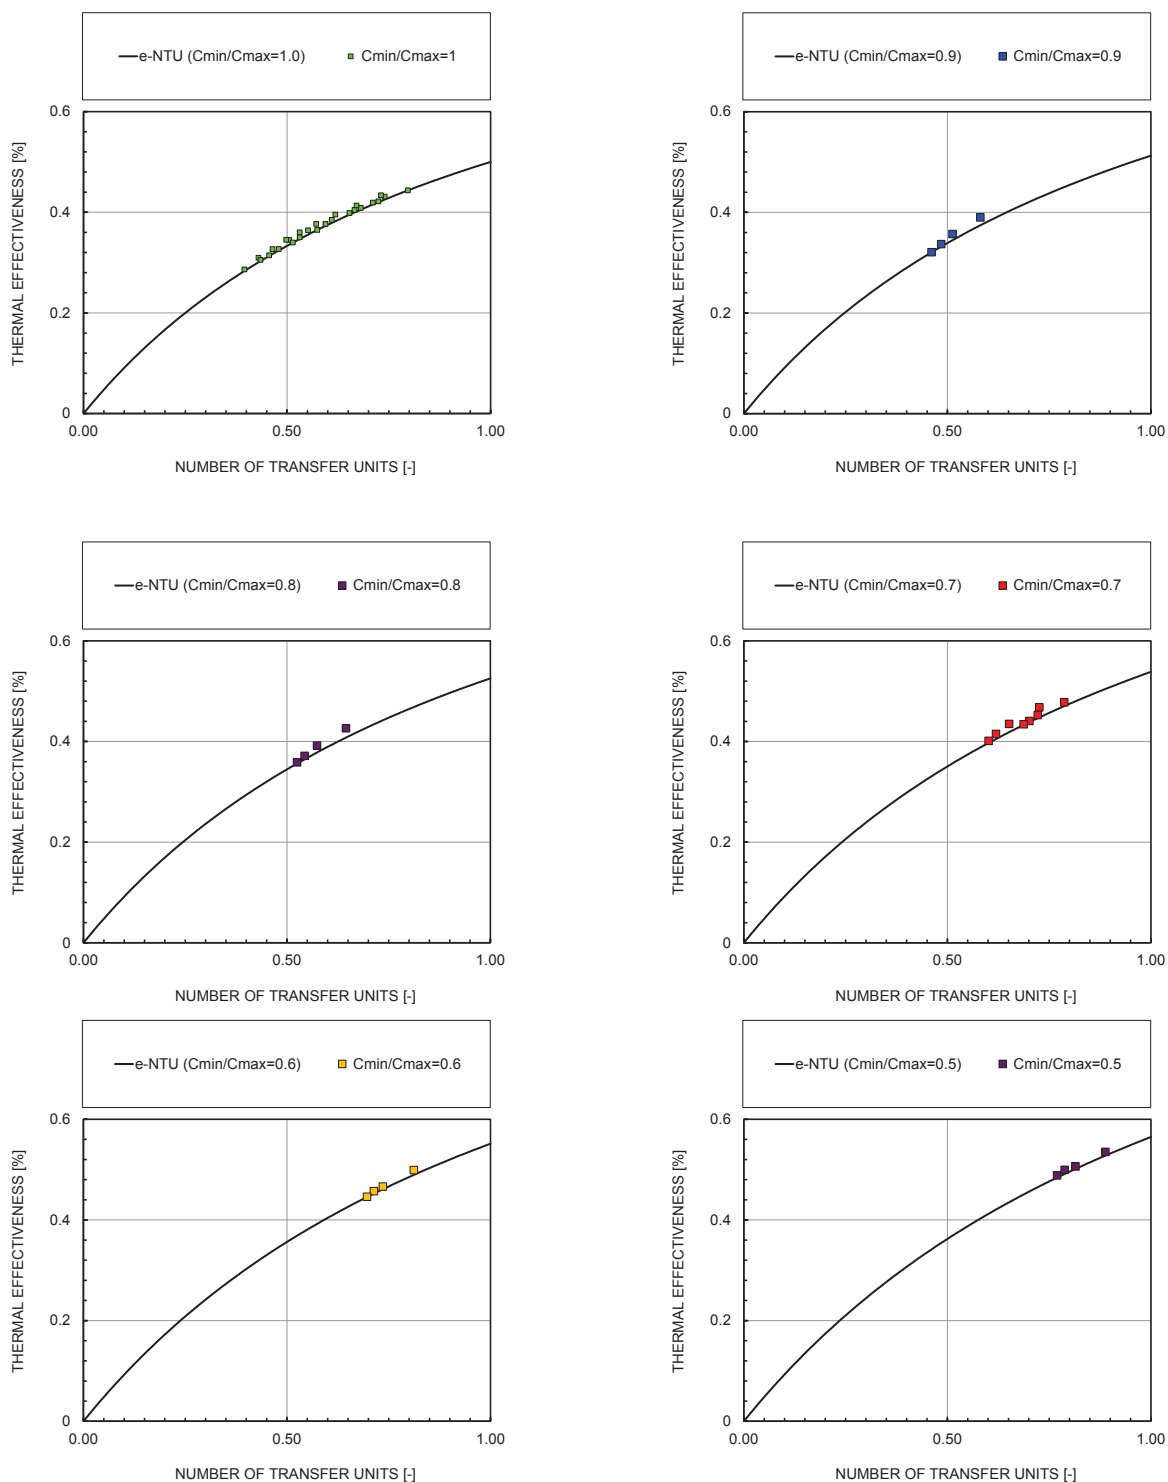 e-NTU (Cmin/Cmax=1.0) Cmin/Cmax=1
THERMAL EFFECTIVENESS [%]
0.6
0.4
0.2
0
0.00 0.50 1.00
NUMBER OF TRANSFER UNITS [-]
e-NTU (Cmin/Cmax=0.9) Cmin/Cmax=0.9
THERMAL EFFECTIVENESS [%]
0.6
0.4
0.2
0
0.00 0.50 1.00
NUMBER OF TRANSFER UNITS [-]
e-NTU (Cmin/Cmax=0.8) Cmin/Cmax=0.8
THERMAL EFFECTIVENESS [%]
0.6
0.4
0.2
0
0.00 0.50 1.00
NUMBER OF TRANSFER UNITS [-]
e-NTU (Cmin/Cmax=0.7) Cmin/Cmax=0.7
THERMAL EFFECTIVENESS [%]
0.6
0.4
0.2
0
0.00 0.50 1.00
NUMBER OF TRANSFER UNITS [-]
e-NTU (Cmin/Cmax=0.6) Cmin/Cmax=0.6
THERMAL EFFECTIVENESS [%]
0.6
0.4
0.2
0
0.00 0.50 1.00
NUMBER OF TRANSFER UNITS [-]
e-NTU (Cmin/Cmax=0.5) Cmin/Cmax=0.5
THERMAL EFFECTIVENESS [%]
0.6
0.4
0.2
0
0.00 0.50 1.00
NUMBER OF TRANSFER UNITS [-]